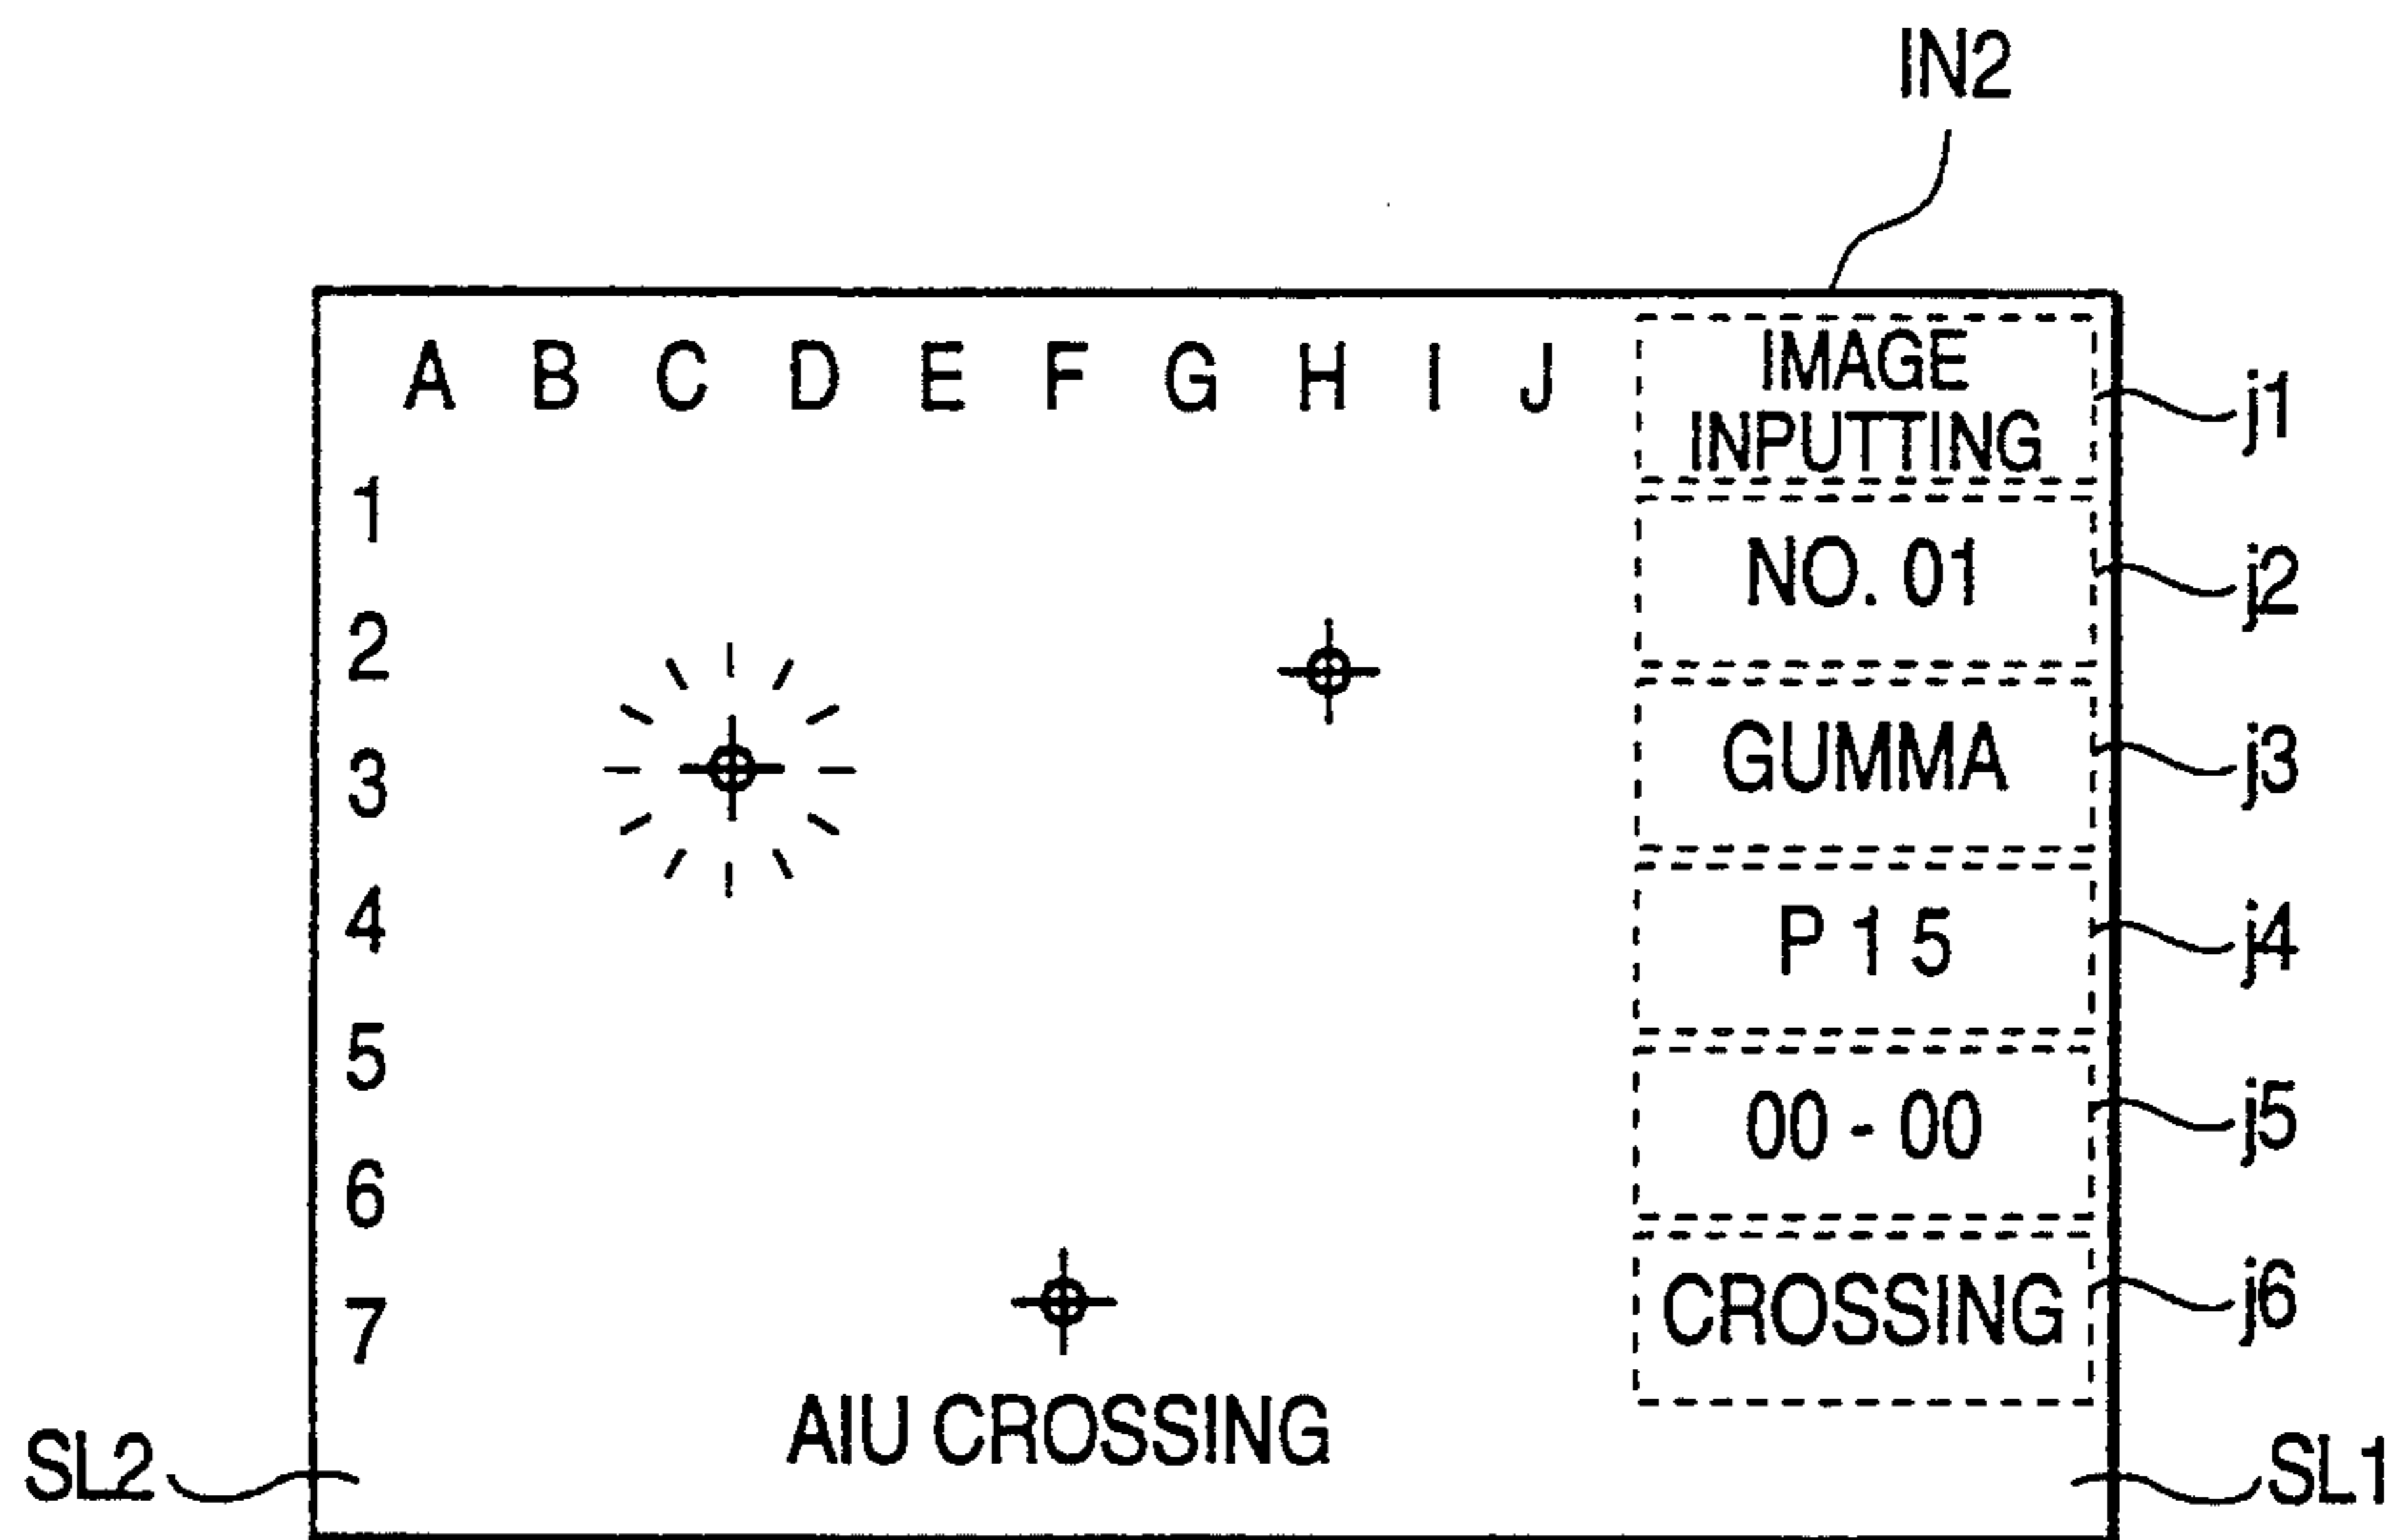 IN2
A B C D E F G H I J
IMAGE
INPUTTING
j1
1
NO. 01
j2
2
GUMMA
j3
3
P 1 5
j4
4
00 - 00
j5
5
6
CROSSING
j6
7
AIU CROSSING
SL2
SL1